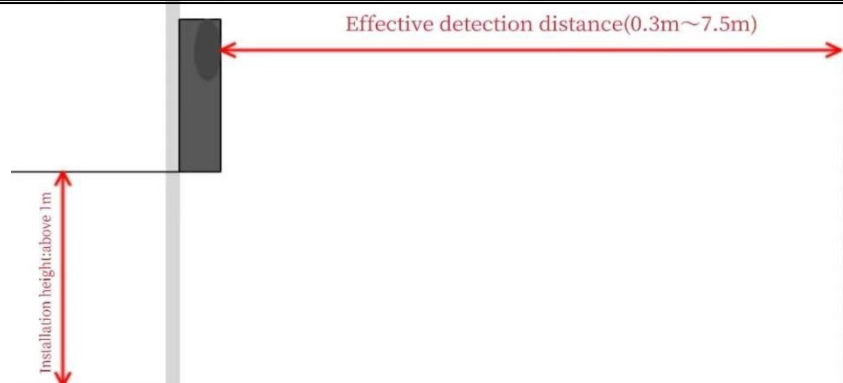 Effective detection distance(0.3m～7.5m)
Installation height:above 1m